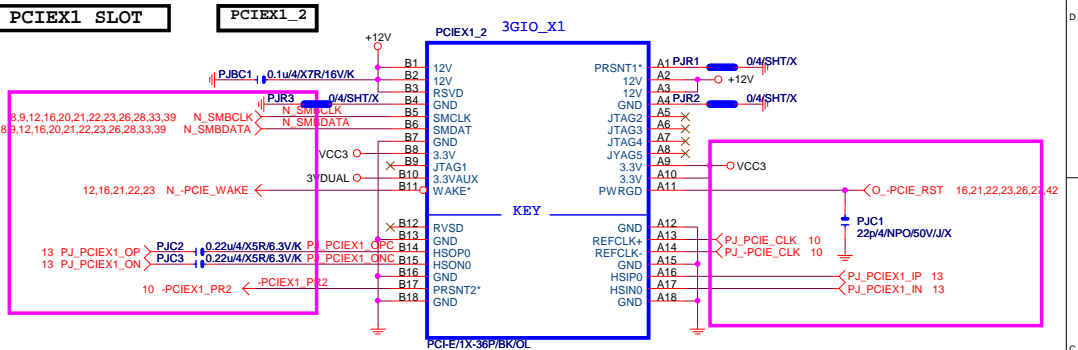 PCIEX1 SLOT
PCIEX1_2
D
3GIO_X1
PCIEX1_2
+12V
PJBC1 0.1u/4/X7R/16V/K
PJR3 0/4/SHT/X
8,9,12,16,20,21,22,23,26,28,33,39 N_SMBCLK N_SMBCLK
8,9,12,16,20,21,22,23,26,28,33,39 N_SMBDATA N_SMBDATA
VCC3
3VDUAL
12,16,21,22,23 N_-PCIE_WAKE
13 PJ_PCIEX1_OP PJC2 0.22u/4/X5R/6.3V/K PJ_PCIEX1_OPC
13 PJ_PCIEX1_ON PJC3 0.22u/4/X5R/6.3V/K PJ_PCIEX1_ONC
10 -PCIEX1_PR2 -PCIEX1_PR2
B1 12V
B2 12V
B3 RSVD
B4 GND
B5 SMCLK
B6 SMDAT
B7 GND
B8 3.3V
B9 JTAG1
B10 3.3VAUX
B11 WAKE*
KEY
B12 RVSD
B13 GND
B14 HSOP0
B15 HSON0
B16 GND
B17 PRSNT2*
B18 GND
PRSNT1* A1
12V A2
12V A3
GND A4
JTAG2 A5
JTAG3 A6
JTAG4 A7
JYAG5 A8
3.3V A9
3.3V A10
PWRGD A11
GND A12
REFCLK+ A13
REFCLK- A14
GND A15
HSIP0 A16
HSIN0 A17
GND A18
PJR1 0/4/SHT/X
+12V
PJR2 0/4/SHT/X
VCC3
O_-PCIE_RST 16,21,22,23,26,27,42
PJC1
22p/4/NPO/50V/J/X
PJ_PCIE_CLK 10
PJ_-PCIE_CLK 10
PJ_PCIEX1_IP 13
PJ_PCIEX1_IN 13
PCI-E/1X-36P/BK/OL
C